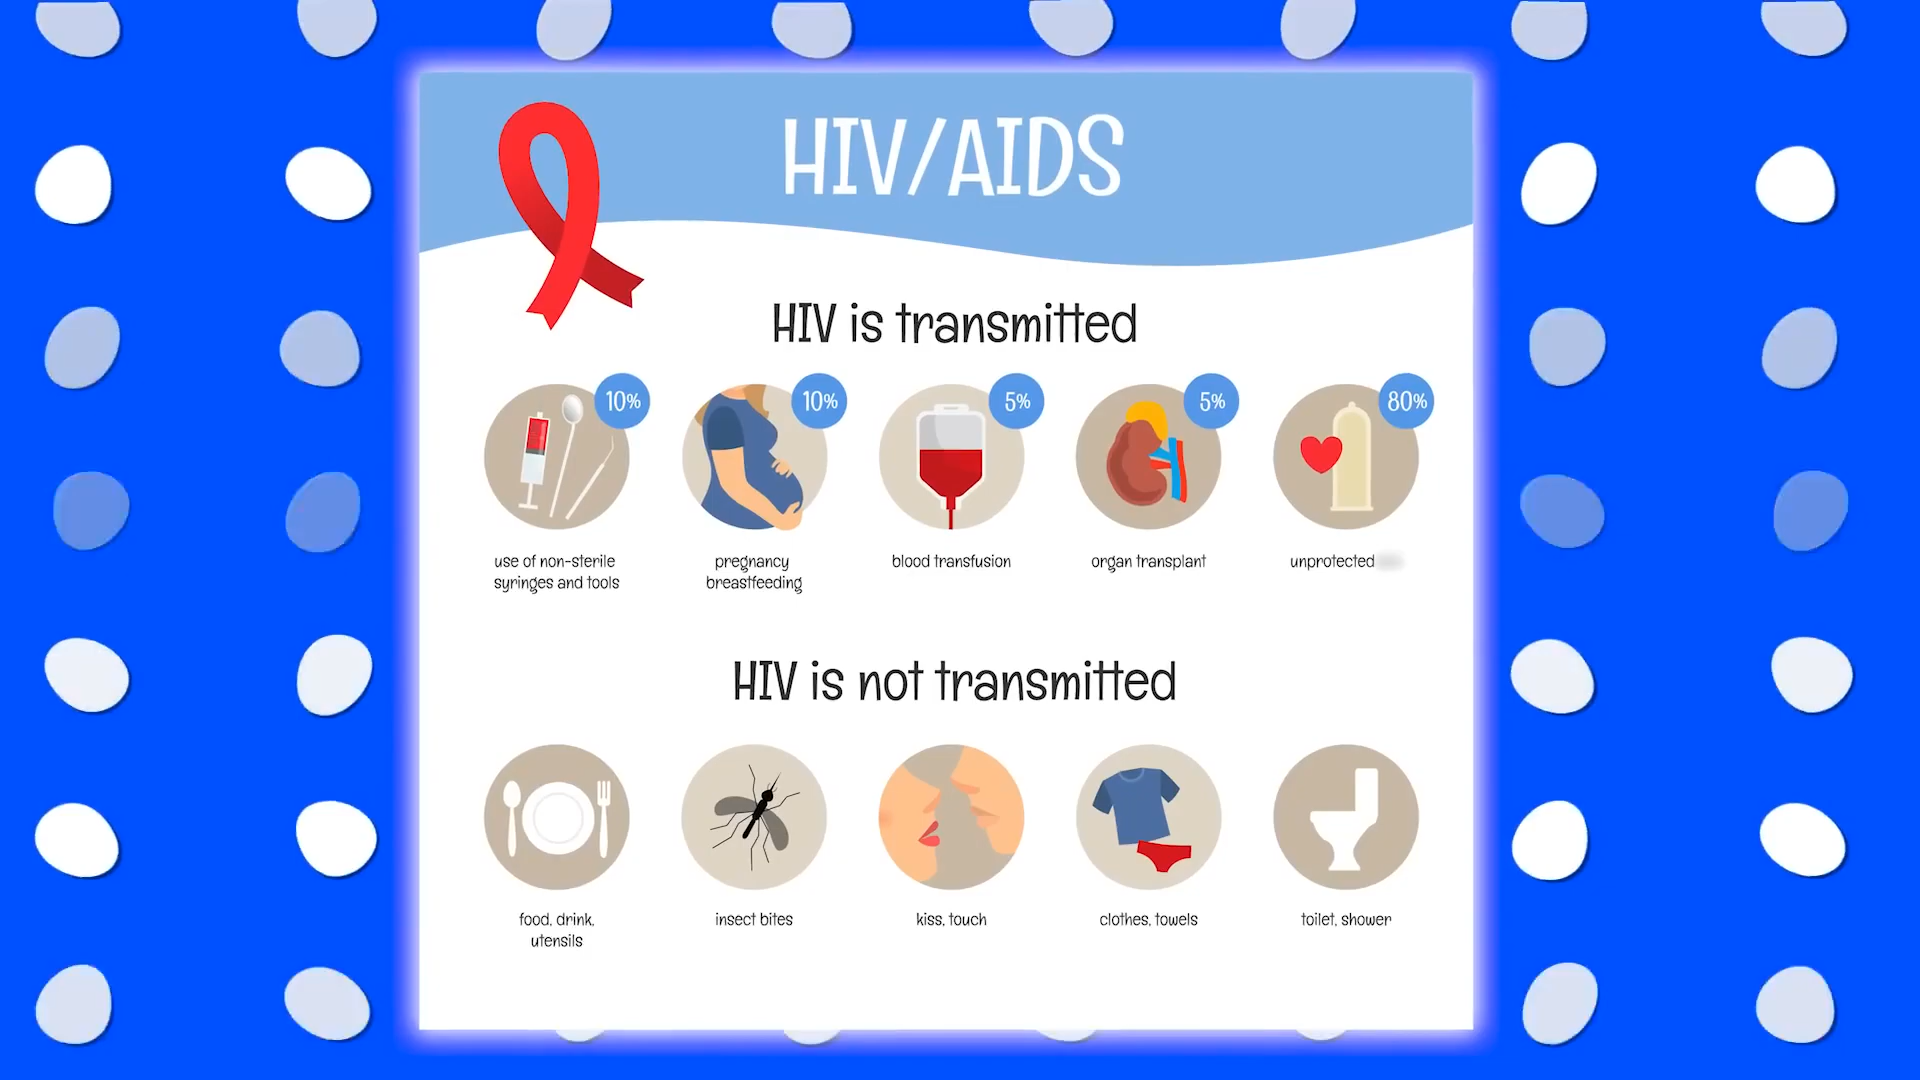 HIV/AIDS
HIV is transmitted
10%
10%
5%
5%
80%
use of non-sterile
syringes and tools
pregnancy
breastfeeding
blood transfusion
organ transplant
unprotected
HIV is not transmitted
food, drink,
utensils
insect bites
kiss, touch
clothes, towels
toilet, shower